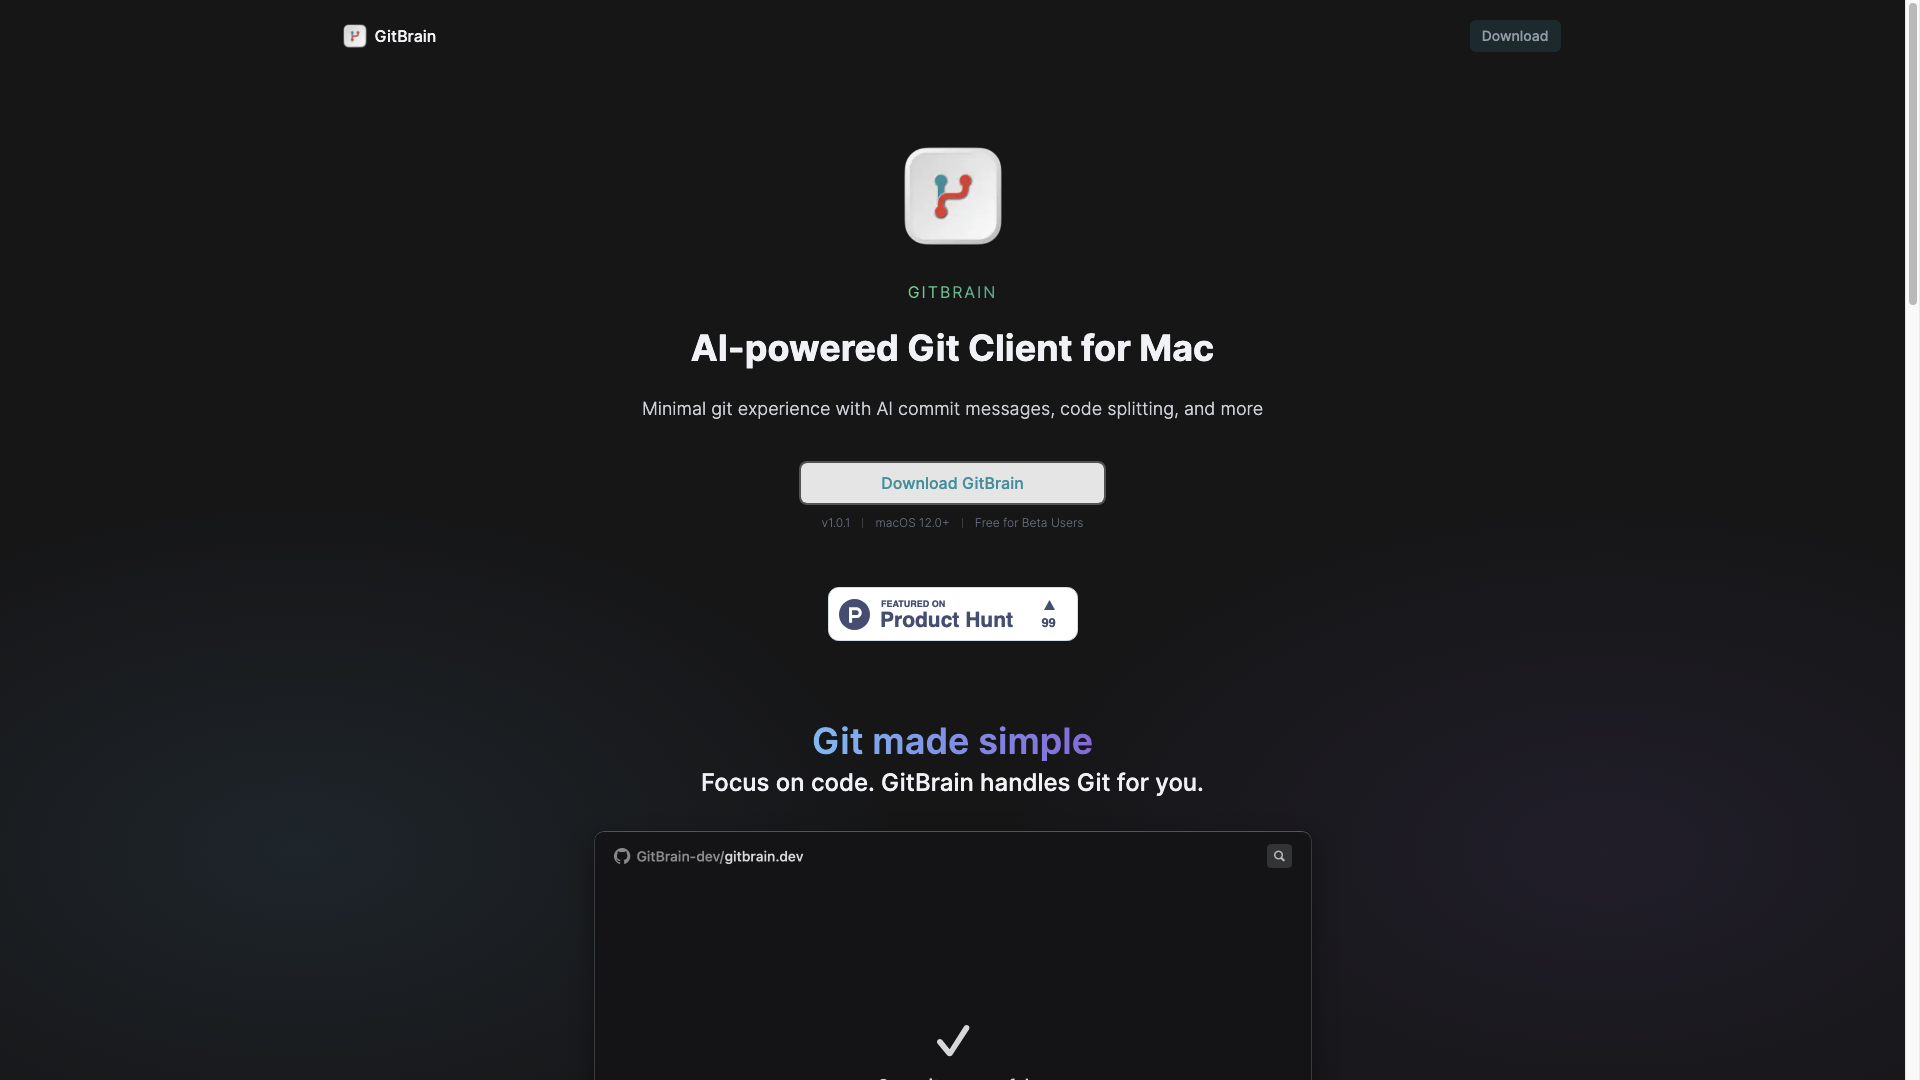 GitBrain
Download
GITBRAIN
AI-powered Git Client for Mac
Minimal git experience with AI commit messages, code splitting, and more
Download GitBrain
v1.0.1 | macOS 12.0+ | Free for Beta Users
FEATURED ON
Product Hunt
99
Git made simple
Focus on code. GitBrain handles Git for you.
GitBrain-dev/gitbrain.dev